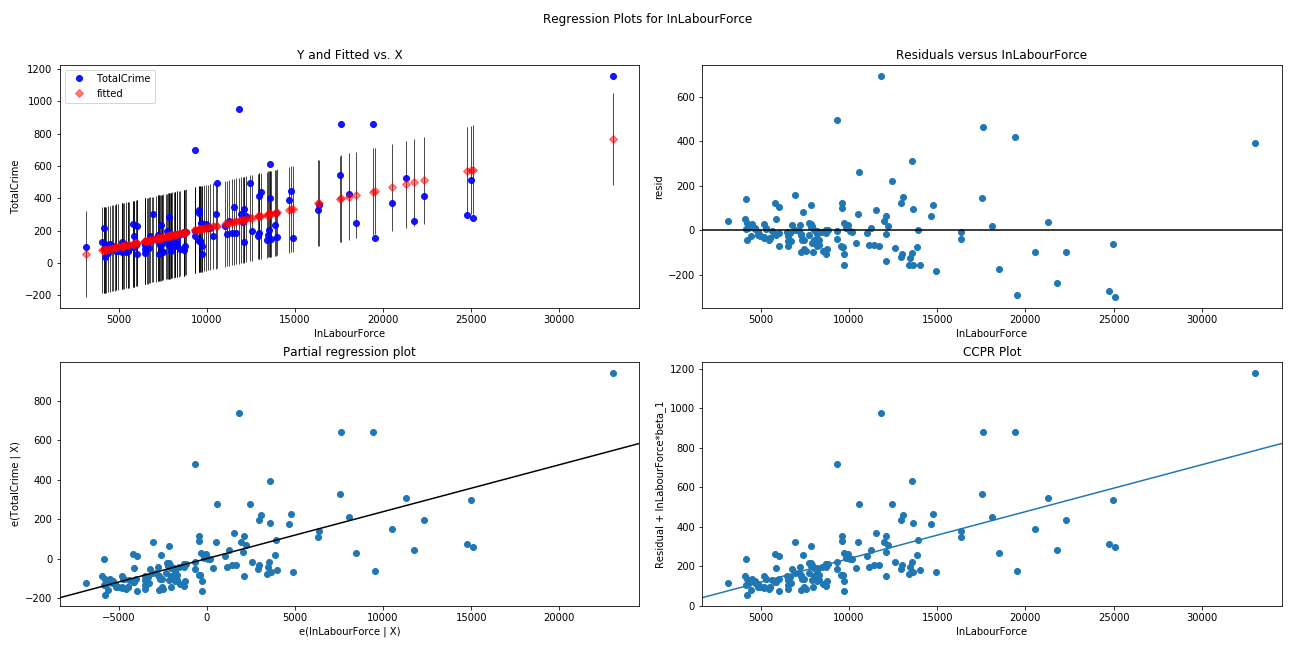 Regression Plots for InLabourForce
Y and Fitted vs. X
TotalCrime
fitted
1200
1000
800
600
400
200
0
−200
TotalCrime
5000 10000 15000 20000 25000 30000
InLabourForce
Residuals versus InLabourForce
600
400
200
0
−200
resid
5000 10000 15000 20000 25000 30000
InLabourForce
Partial regression plot
800
600
400
200
0
−200
e(TotalCrime | X)
−5000 0 5000 10000 15000 20000
e(InLabourForce | X)
CCPR Plot
1200
1000
800
600
400
200
0
Residual + InLabourForce*beta_1
5000 10000 15000 20000 25000 30000
InLabourForce